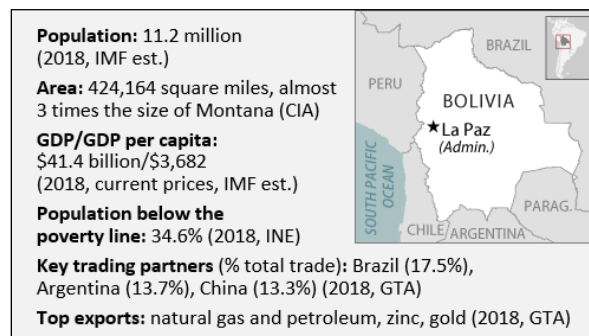 Population: 11.2 million
(2018, IMF est.)
Area: 424,164 square miles, almost
3 times the size of Montana (CIA)
GDP/GDP per capita:
$41.4 billion/$3,682
(2018, current prices, IMF est.)
Population below the
poverty line: 34.6% (2018, INE)
Key trading partners (% total trade): Brazil (17.5%),
Argentina (13.7%), China (13.3%) (2018, GTA)
Top exports: natural gas and petroleum, zinc, gold (2018, GTA)
BRAZIL
PERU
BOLIVIA
La Paz
(Admin.)
SOUTH PACIFIC
OCEAN
PARAG.
CHILE
ARGENTINA